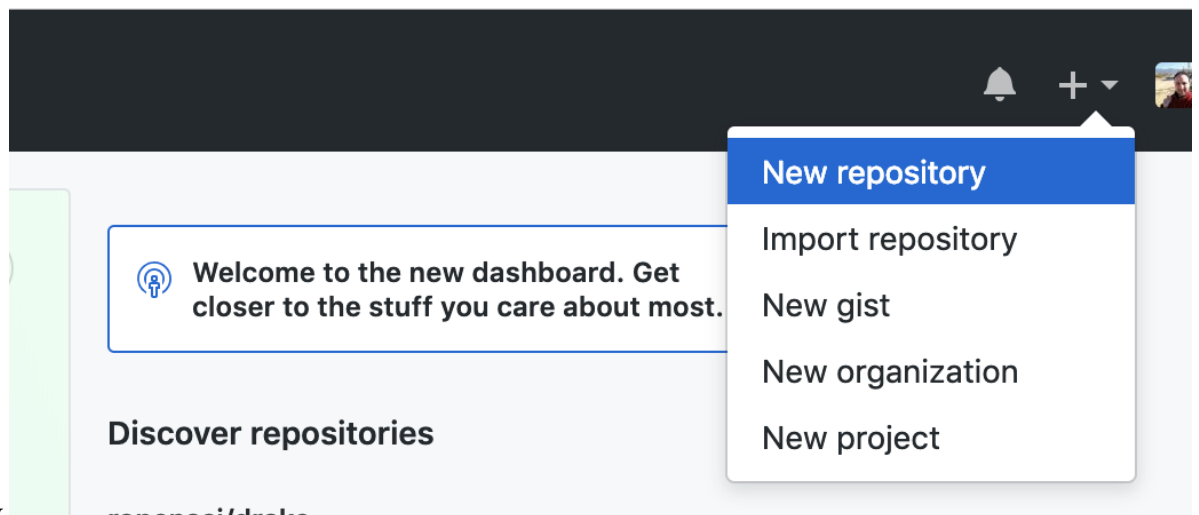 New repository
Import repository
New gist
New organization
New project
Welcome to the new dashboard. Get
closer to the stuff you care about most.
Discover repositories